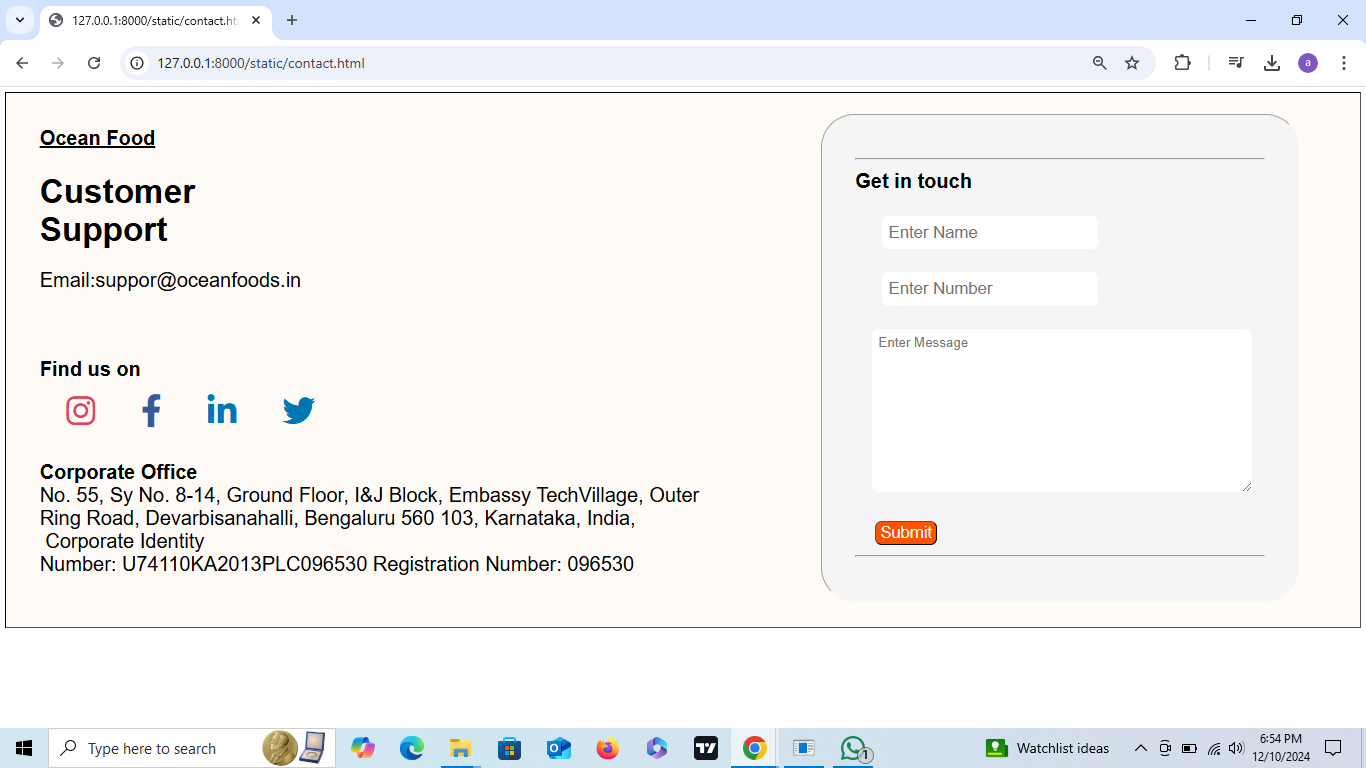 127.0.0.1:8000/static/contact.ht
127.0.0.1:8000/static/contact.html
a
Ocean Food
Customer
Support
Email:suppor@oceanfoods.in
Find us on
Corporate Office
No. 55, Sy No. 8-14, Ground Floor, I&J Block, Embassy TechVillage, Outer
Ring Road, Devarbisanahalli, Bengaluru 560 103, Karnataka, India,
Corporate Identity
Number: U74110KA2013PLC096530 Registration Number: 096530
Get in touch
Enter Name
Enter Number
Enter Message
Submit
Type here to search
1
Watchlist ideas
6:54 PM
12/10/2024